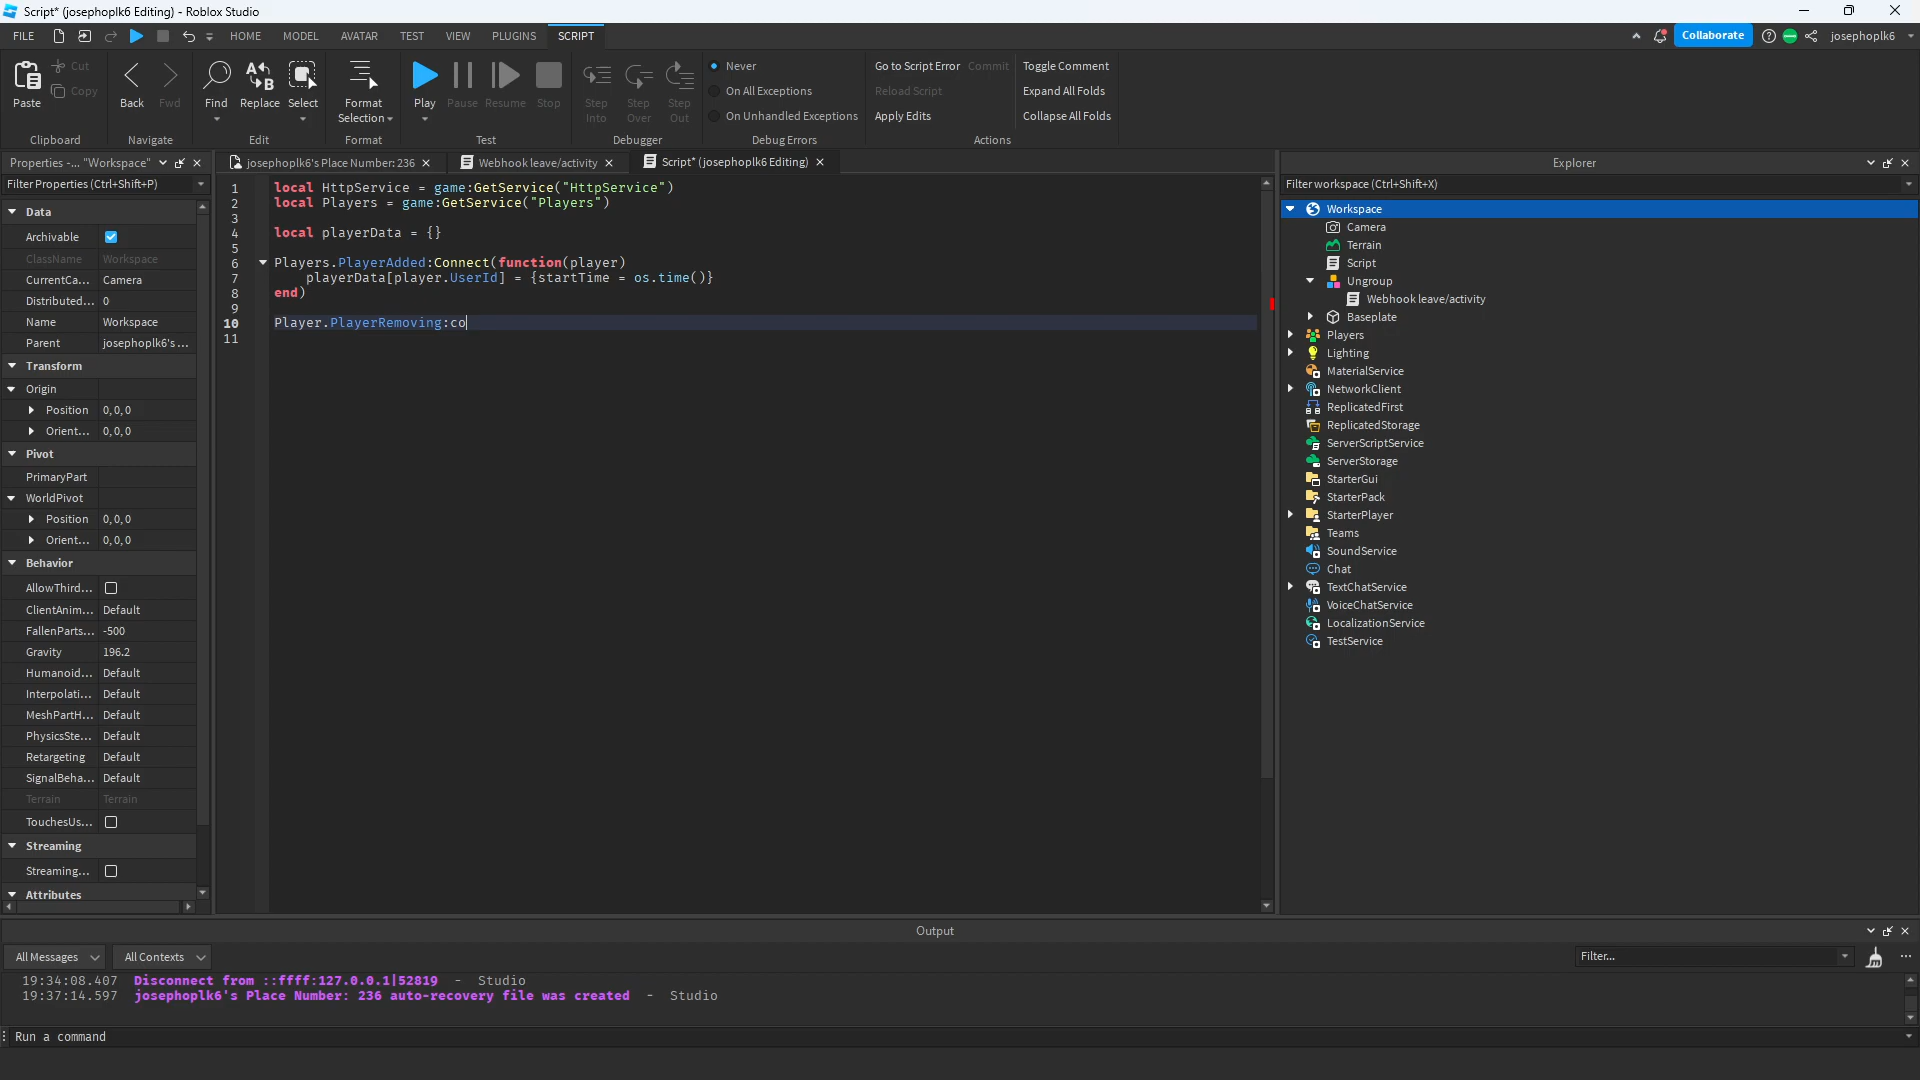 Script* (josephoplk6 Editing) - Roblox Studio
FILE HOME MODEL AVATAR TEST VIEW PLUGINS SCRIPT Collaborate josephoplk6
Paste Cut Copy Back Fwd Find Replace Select Format Selection Play Pause Resume Stop Step Into Step Over Step Out
Never
On All Exceptions
On Unhandled Exceptions
Go to Script Error Commit
Reload Script
Apply Edits
Toggle Comment
Expand All Folds
Collapse All Folds
Clipboard Navigate Edit Format Test Debugger Debug Errors Actions
Properties -... "Workspace"
Filter Properties (Ctrl+Shift+P)
Data
Archivable
ClassName Workspace
CurrentCa... Camera
Distributed... 0
Name Workspace
Parent josephoplk6's ...
Transform
Origin
Position 0,0,0
Orient... 0,0,0
Pivot
PrimaryPart
WorldPivot
Position 0,0,0
Orient... 0,0,0
Behavior
AllowThird...
ClientAnim... Default
FallenParts... -500
Gravity 196.2
Humanoid... Default
Interpolati... Default
MeshPartH... Default
PhysicsSte... Default
Retargeting Default
SignalBeha... Default
Terrain Terrain
TouchesUs...
Streaming
Streaming...
Attributes
josephoplk6's Place Number: 236 Webhook leave/activity Script* (josephoplk6 Editing)
1 local HttpService = game:GetService("HttpService")
2 local Players = game:GetService("Players")
3
4 local playerData = {}
5
6 Players.PlayerAdded:Connect(function(player)
7 playerData[player.UserId] = {startTime = os.time()}
8 end)
9
10 Player.PlayerRemoving:co
11
Explorer
Filter workspace (Ctrl+Shift+X)
Workspace
Camera
Terrain
Script
Ungroup
Webhook leave/activity
Baseplate
Players
Lighting
MaterialService
NetworkClient
ReplicatedFirst
ReplicatedStorage
ServerScriptService
ServerStorage
StarterGui
StarterPack
StarterPlayer
Teams
SoundService
Chat
TextChatService
VoiceChatService
LocalizationService
TestService
Output
All Messages All Contexts Filter...
19:34:08.407 Disconnect from ::ffff:127.0.0.1|52819 - Studio
19:37:14.597 josephoplk6's Place Number: 236 auto-recovery file was created - Studio
Run a command